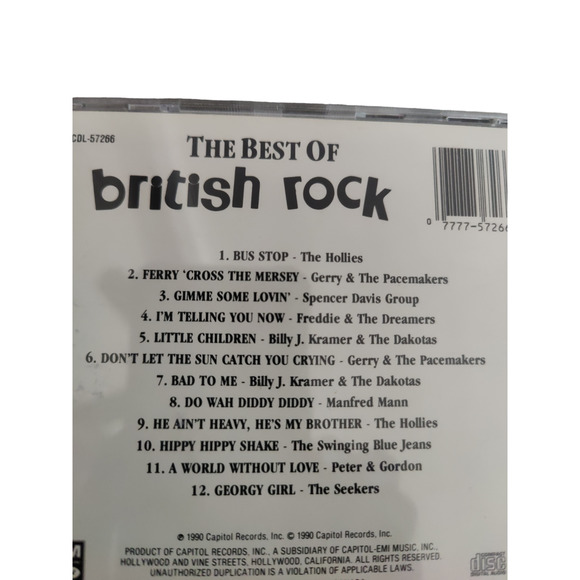 CDL-57266
THE BEST OF
british rock
0 7777-57266
1. BUS STOP - The Hollies
2. FERRY 'CROSS THE MERSEY - Gerry & The Pacemakers
3. GIMME SOME LOVIN' - Spencer Davis Group
4. I'M TELLING YOU NOW - Freddie & The Dreamers
5. LITTLE CHILDREN - Billy J. Kramer & The Dakotas
6. DON'T LET THE SUN CATCH YOU CRYING - Gerry & The Pacemakers
7. BAD TO ME - Billy J. Kramer & The Dakotas
8. DO WAH DIDDY DIDDY - Manfred Mann
9. HE AIN'T HEAVY, HE'S MY BROTHER - The Hollies
10. HIPPY HIPPY SHAKE - The Swinging Blue Jeans
11. A WORLD WITHOUT LOVE - Peter & Gordon
12. GEORGY GIRL - The Seekers
℗ 1990 Capitol Records, Inc. © 1990 Capitol Records, Inc.
PRODUCT OF CAPITOL RECORDS, INC., A SUBSIDIARY OF CAPITOL-EMI MUSIC, INC.,
HOLLYWOOD AND VINE STREETS, HOLLYWOOD, CALIFORNIA. ALL RIGHTS RESERVED.
UNAUTHORIZED DUPLICATION IS A VIOLATION OF APPLICABLE LAWS.
disc